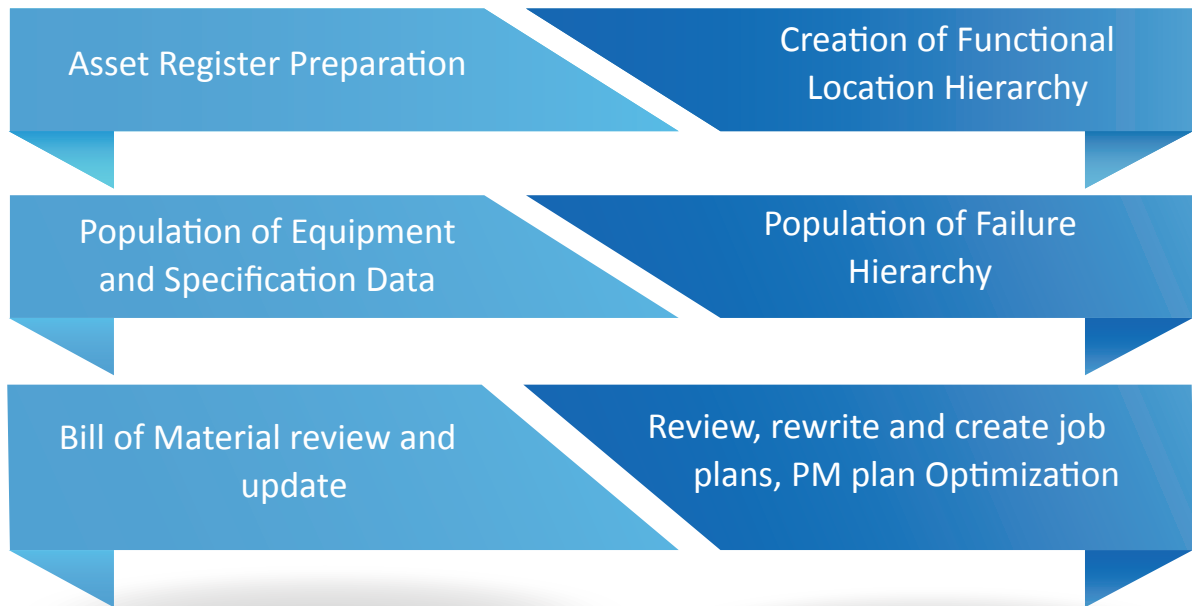 Asset Register Preparation
Creation of Functional
Location Hierarchy
Population of Equipment
and Specification Data
Population of Failure
Hierarchy
Bill of Material review and
update
Review, rewrite and create job
plans, PM plan Optimization